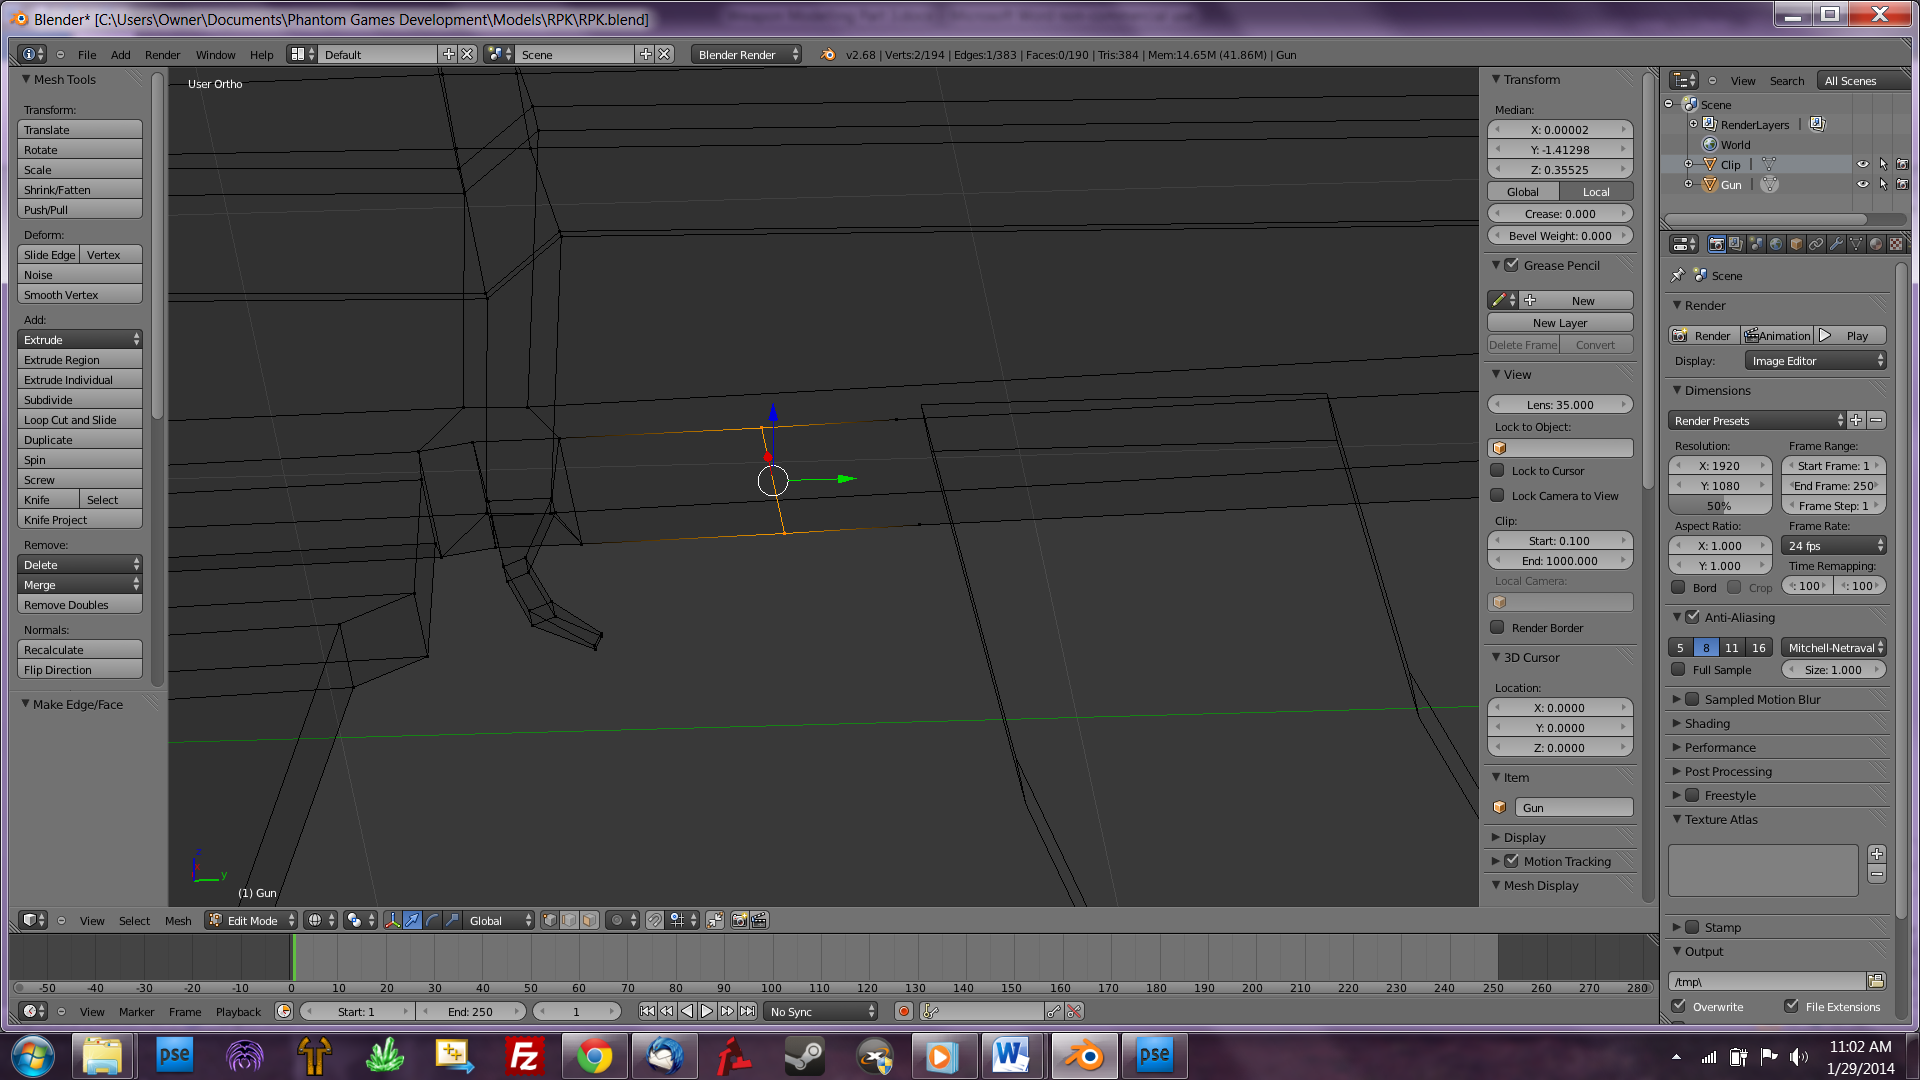 Blender* [C:\Users\Owner\Documents\Phantom Games Development\Models\RPK\RPK.blend]
File Add Render Window Help Default Scene Blender Render v2.68 | Verts:2/194 | Edges:1/383 | Faces:0/190 | Tris:384 | Mem:14.65M (41.86M) | Gun
Mesh Tools
Transform:
Translate
Rotate
Scale
Shrink/Fatten
Push/Pull
Deform:
Slide Edge Vertex
Noise
Smooth Vertex
Add:
Extrude
Extrude Region
Extrude Individual
Subdivide
Loop Cut and Slide
Duplicate
Spin
Screw
Knife Select
Knife Project
Remove:
Delete
Merge
Remove Doubles
Normals:
Recalculate
Flip Direction
Make Edge/Face
User Ortho
z
y
(1) Gun
Transform
Median:
X: 0.00002
Y: -1.41298
Z: 0.35525
Global Local
Crease: 0.000
Bevel Weight: 0.000
Grease Pencil
New
New Layer
Delete Frame Convert
View
Lens: 35.000
Lock to Object:
Lock to Cursor
Lock Camera to View
Clip:
Start: 0.100
End: 1000.000
Local Camera:
Render Border
3D Cursor
Location:
X: 0.0000
Y: 0.0000
Z: 0.0000
Item
Gun
Display
Motion Tracking
Mesh Display
View Search All Scenes
Scene
RenderLayers |
World
Clip |
Gun |
Scene
Render
Render Animation Play
Display: Image Editor
Dimensions
Render Presets
Resolution: Frame Range:
X: 1920 Start Frame: 1
Y: 1080 End Frame: 250
50% Frame Step: 1
Aspect Ratio: Frame Rate:
X: 1.000 24 fps
Y: 1.000 Time Remapping:
Bord Crop : 100 : 100
Anti-Aliasing
5 8 11 16 Mitchell-Netraval
Full Sample Size: 1.000
Sampled Motion Blur
Shading
Performance
Post Processing
Freestyle
Texture Atlas
Stamp
Output
/tmp\
Overwrite File Extensions
View Select Mesh Edit Mode Global
-50 -40 -30 -20 -10 0 10 20 30 40 50 60 70 80 90 100 110 120 130 140 150 160 170 180 190 200 210 220 230 240 250 260 270 280
View Marker Frame Playback Start: 1 End: 250 1 No Sync
pse Fz W pse
11:02 AM
1/29/2014